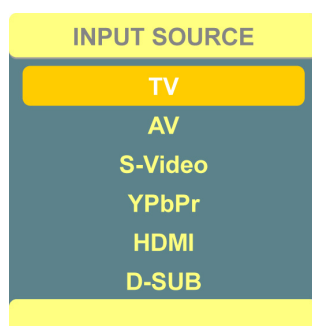 INPUT SOURCE
TV
AV
S-Video
YPbPr
HDMI
D-SUB